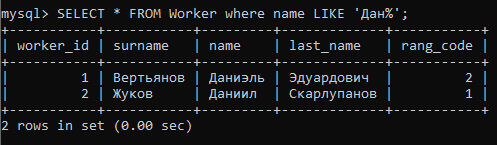 mysql> SELECT * FROM Worker where name LIKE 'Дан%';
+-----------+-----------+---------+-------------+-----------+
| worker_id | surname   | name    | last_name   | rang_code |
+-----------+-----------+---------+-------------+-----------+
|         1 | Вертьянов | Даниэль | Эдуардович  |         2 |
|         2 | Жуков     | Даниил  | Скарлупанов |         1 |
+-----------+-----------+---------+-------------+-----------+
2 rows in set (0.00 sec)